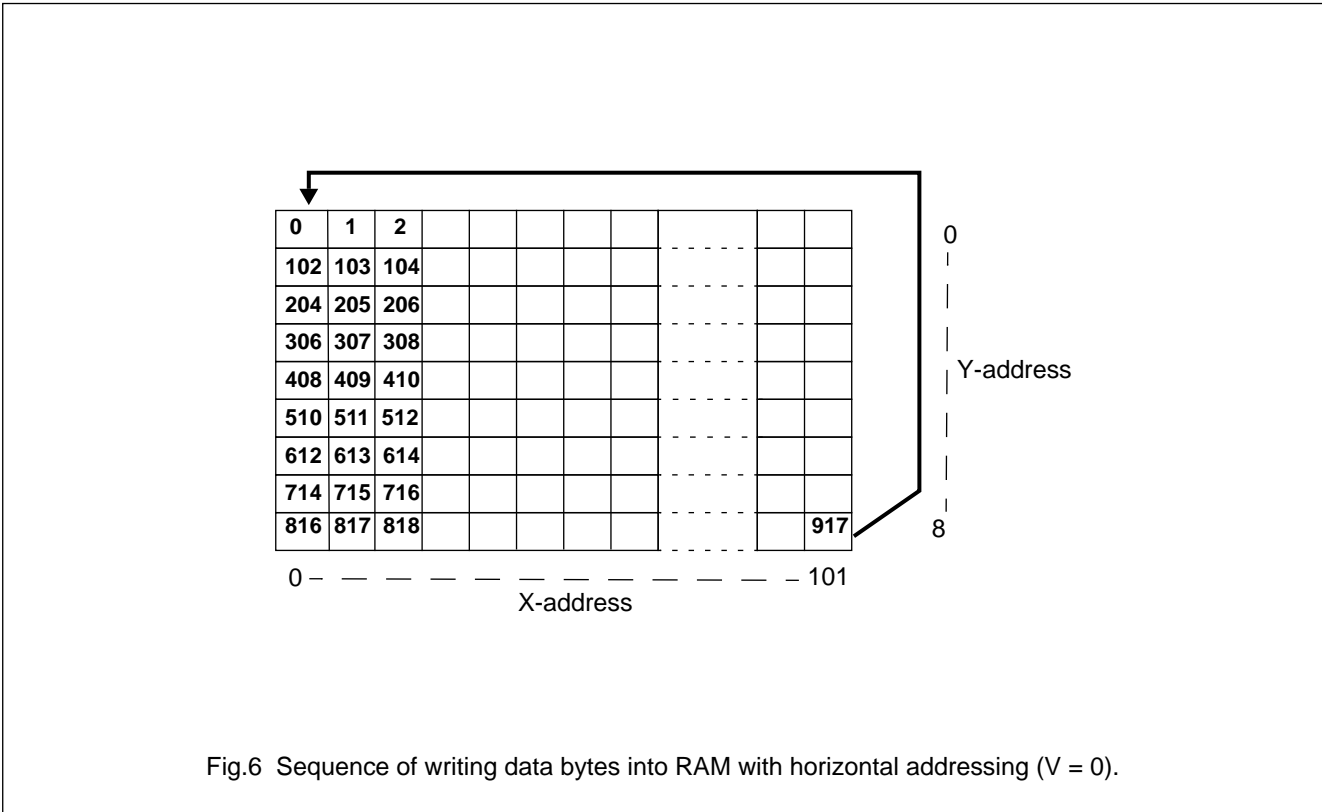 0 1 2
0
102 103 104
204 205 206
306 307 308
408 409 410
Y-address
510 511 512
612 613 614
714 715 716
816 817 818 917
8
0 101
X-address
Fig.6 Sequence of writing data bytes into RAM with horizontal addressing (V = 0).